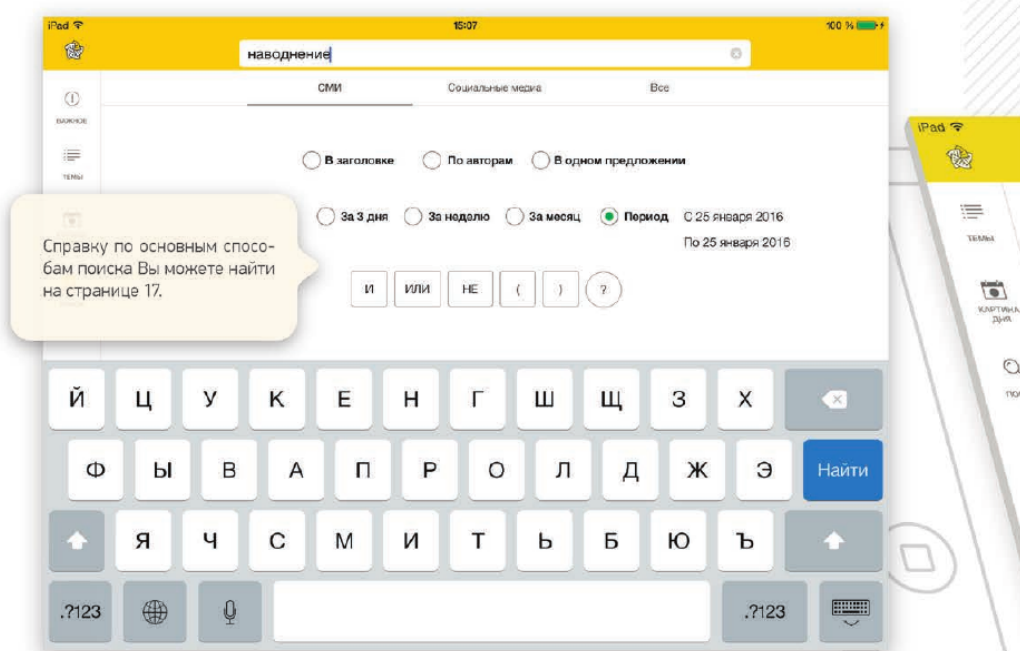 iPad 15:07 100 %
наводнение
СМИ Социальные медиа Все
ВАЖНОЕ
ТЕМЫ
В заголовке По авторам В одном предложении
За 3 дня За неделю За месяц Период С 25 января 2016
По 25 января 2016
И ИЛИ НЕ ( ) ?
Справку по основным спосо-
бам поиска Вы можете найти
на странице 17.
Й Ц У К Е Н Г Ш Щ З Х
Ф Ы В А П Р О Л Д Ж Э Найти
Я Ч С М И Т Ь Б Ю Ъ
.?123 .?123
iPad
ТЕМЫ
КАРТИНА
ДНЯ